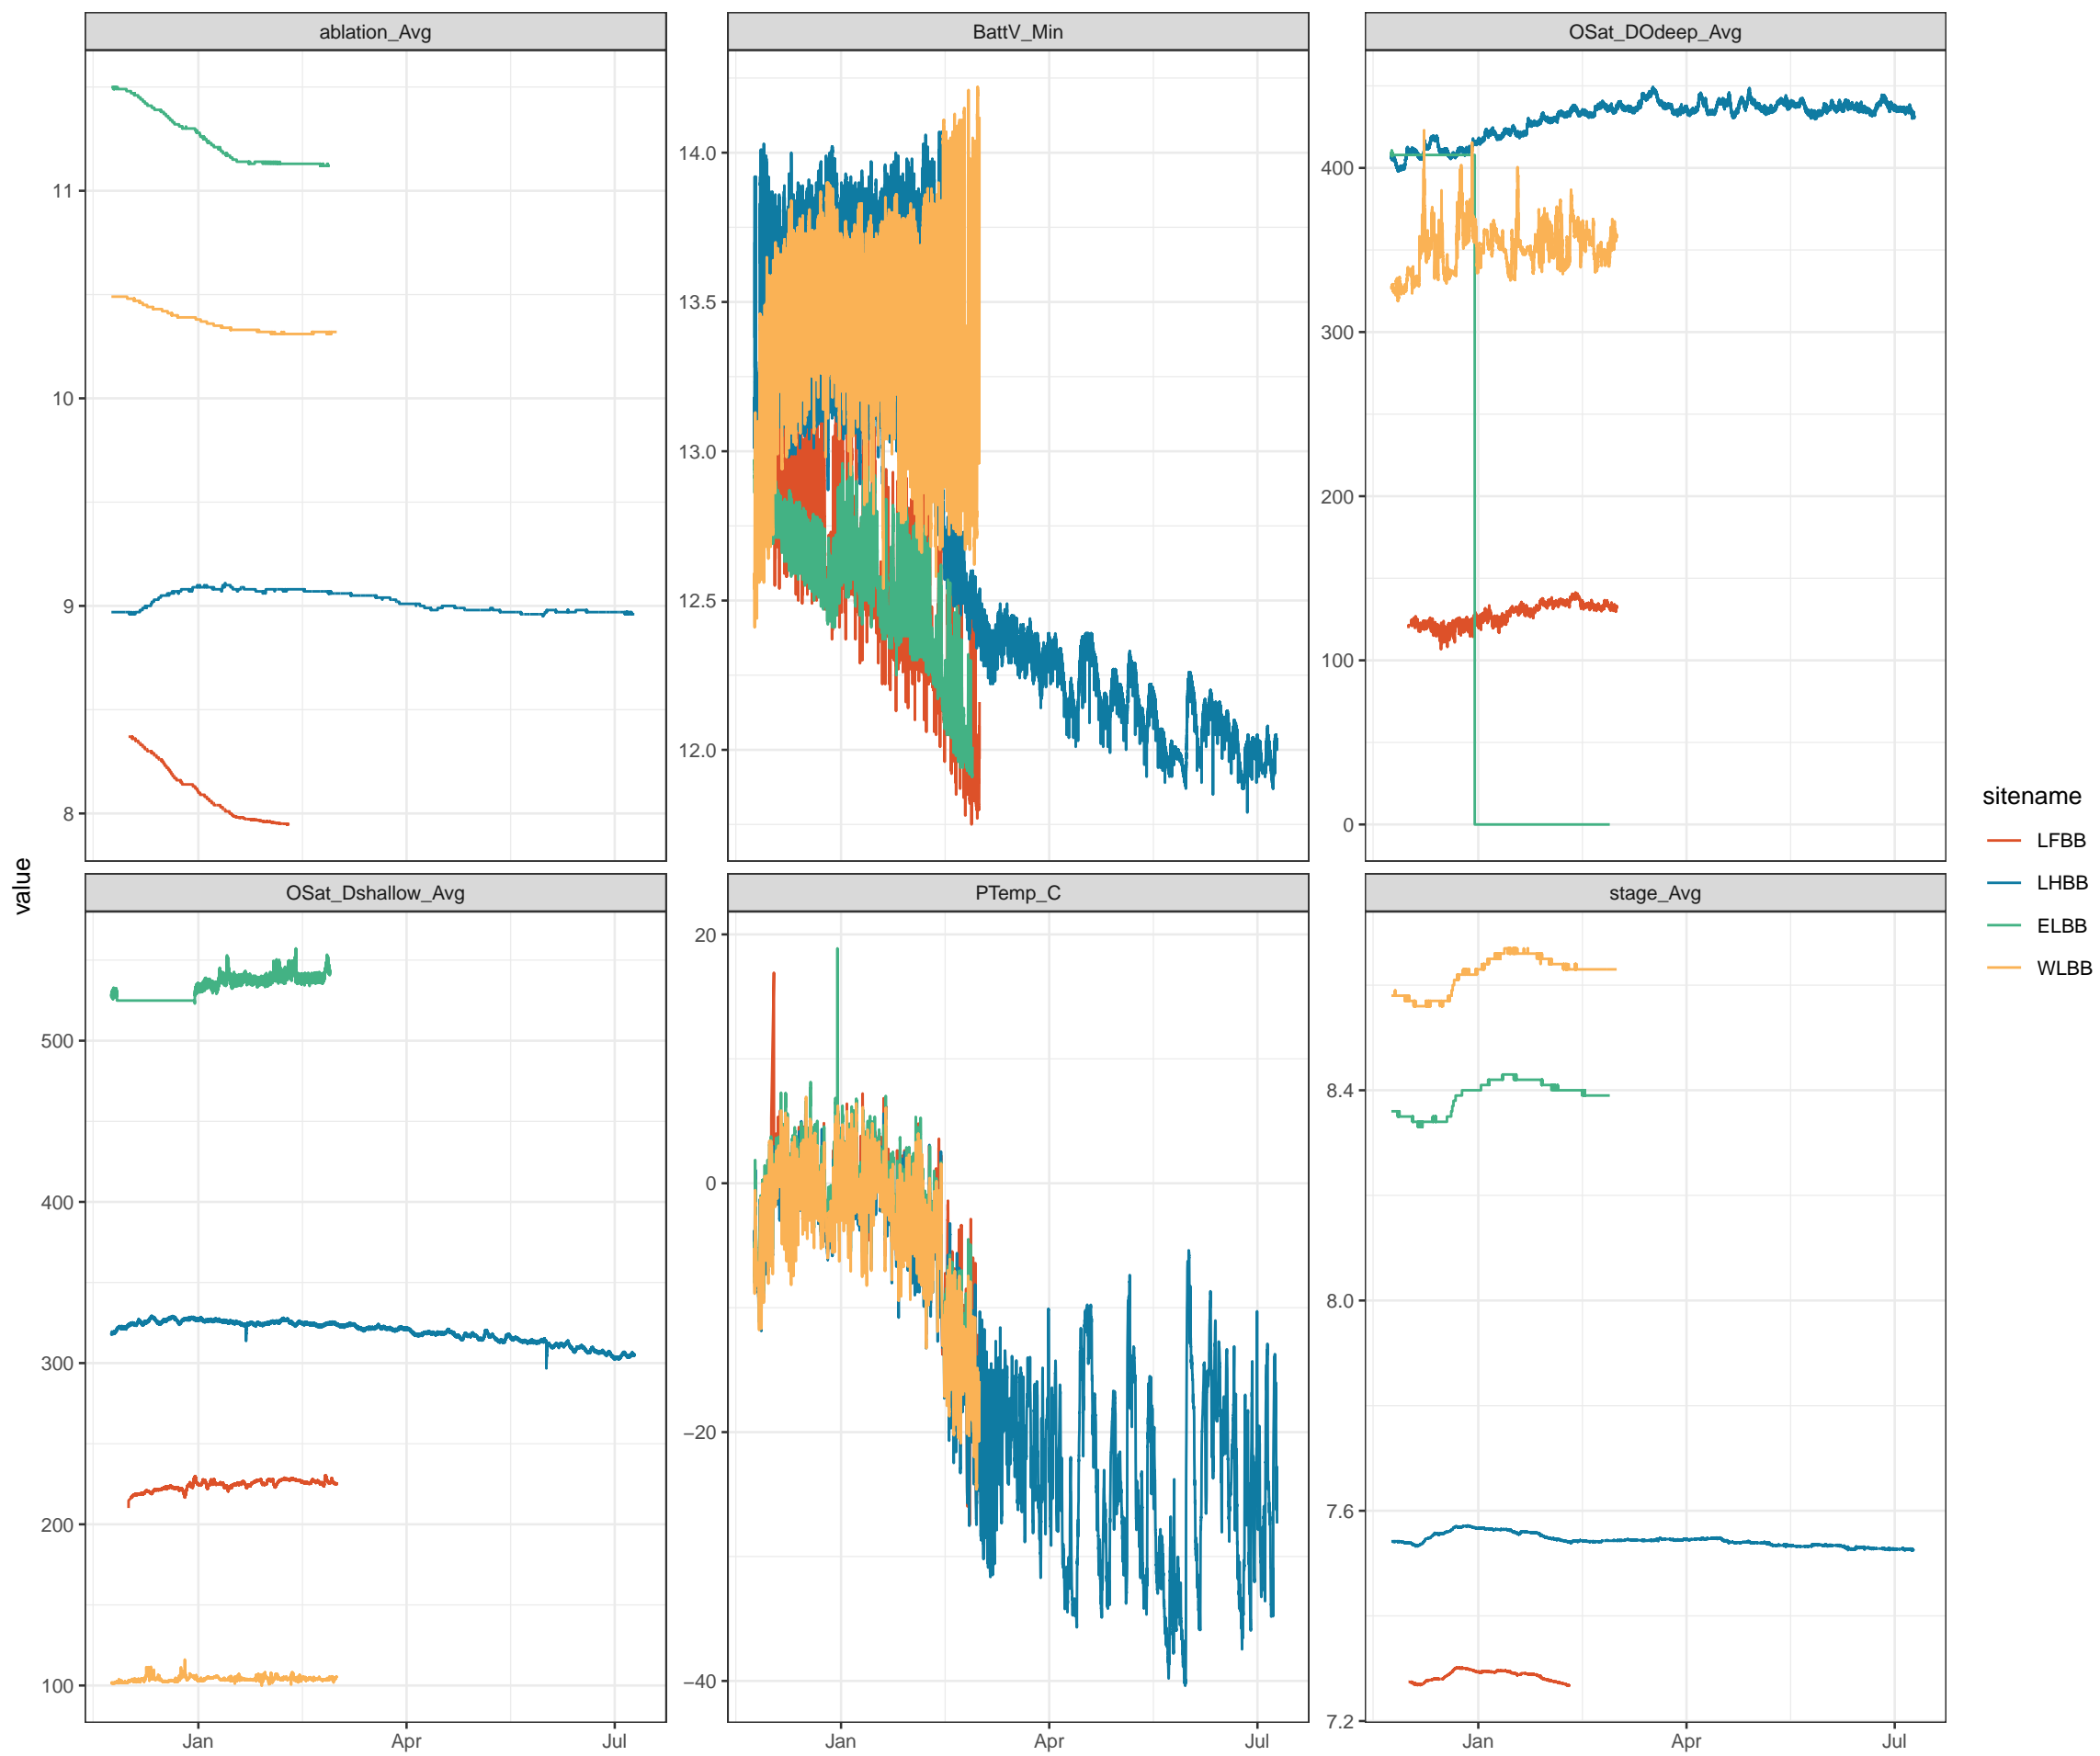 ablation_Avg
BattV_Min
OSat_DOdeep_Avg
11
10
9
8
14.0
13.5
13.0
12.5
12.0
400
300
200
100
0
value
OSat_Dshallow_Avg
PTemp_C
stage_Avg
500
400
300
200
100
20
0
−20
−40
8.4
8.0
7.6
7.2
Jan Apr Jul
Jan Apr Jul
Jan Apr Jul
sitename
LFBB
LHBB
ELBB
WLBB